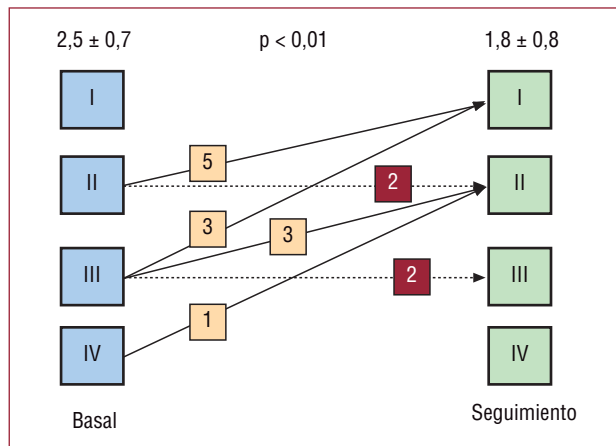 2,5 ± 0,7 p < 0,01 1,8 ± 0,8
I I
5
II 2 II
3 3
III 2 III
1
IV IV
Basal Seguimiento